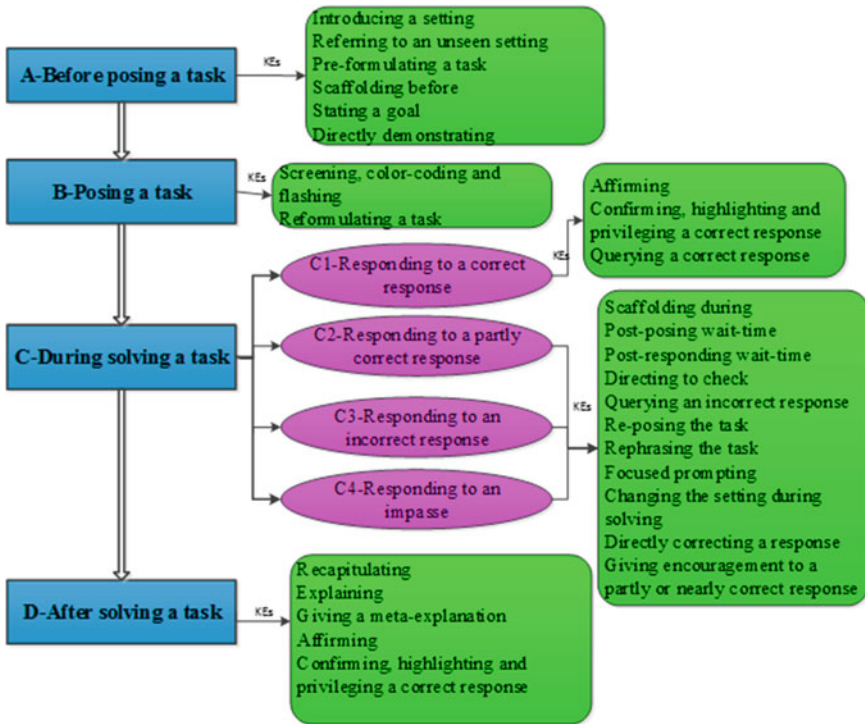 A-Before posing a task
KEs
Introducing a setting
Referring to an unseen setting
Pre-formulating a task
Scaffolding before
Stating a goal
Directly demonstrating
B-Posing a task
KEs
Screening, color-coding and
flashing
Reformulating a task
C-During solving a task
C1-Responding to a correct
response
KEs
Affirming
Confirming, highlighting and
privileging a correct response
Querying a correct response
C2-Responding to a partly
correct response
C3-Responding to an
incorrect response
C4-Responding to an
impasse
KEs
Scaffolding during
Post-posing wait-time
Post-responding wait-time
Directing to check
Querying an incorrect response
Re-posing the task
Rephrasing the task
Focused prompting
Changing the setting during
solving
Directly correcting a response
Giving encouragement to a
partly or nearly correct response
D-After solving a task
KEs
Recapitulating
Explaining
Giving a meta-explanation
Affirming
Confirming, highlighting and
privileging a correct response